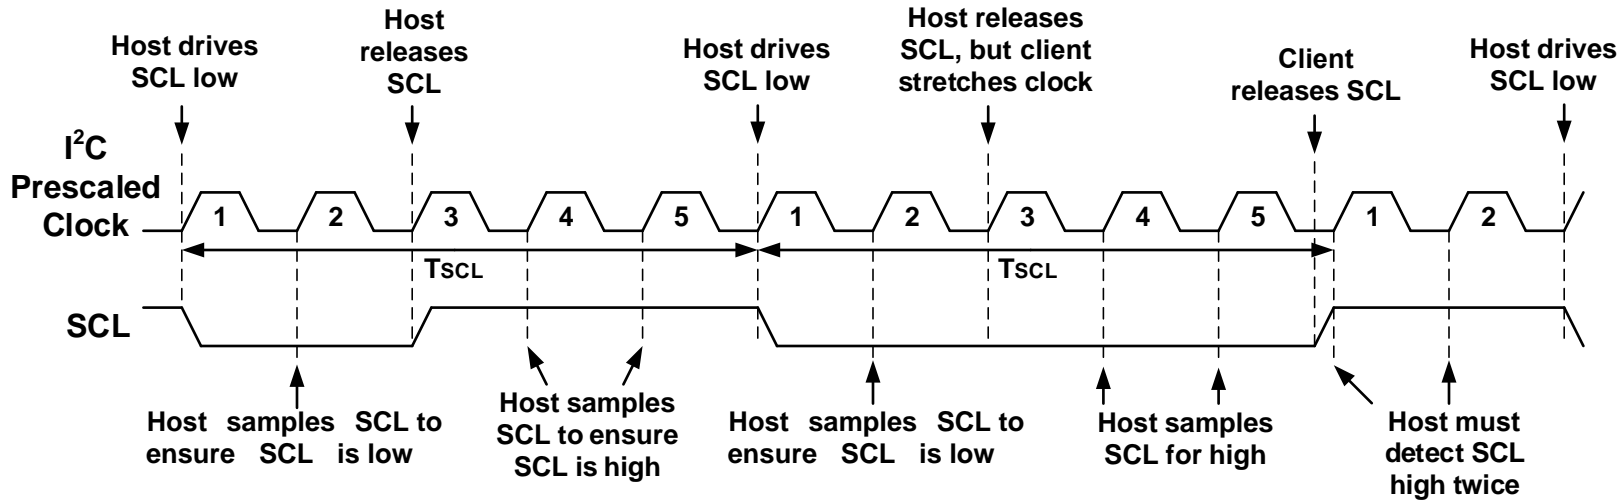 Host drives
SCL low
Host
releases
SCL
Host drives
SCL low
Host releases
SCL, but client
stretches clock
Client
releases SCL
Host drives
SCL low
I²C
Prescaled
Clock
1 2 3 4 5 1 2 3 4 5 1 2
TSCL TSCL
SCL
Host samples SCL to
ensure SCL is low
Host samples
SCL to ensure
SCL is high
Host samples SCL to
ensure SCL is low
Host samples
SCL for high
Host must
detect SCL
high twice